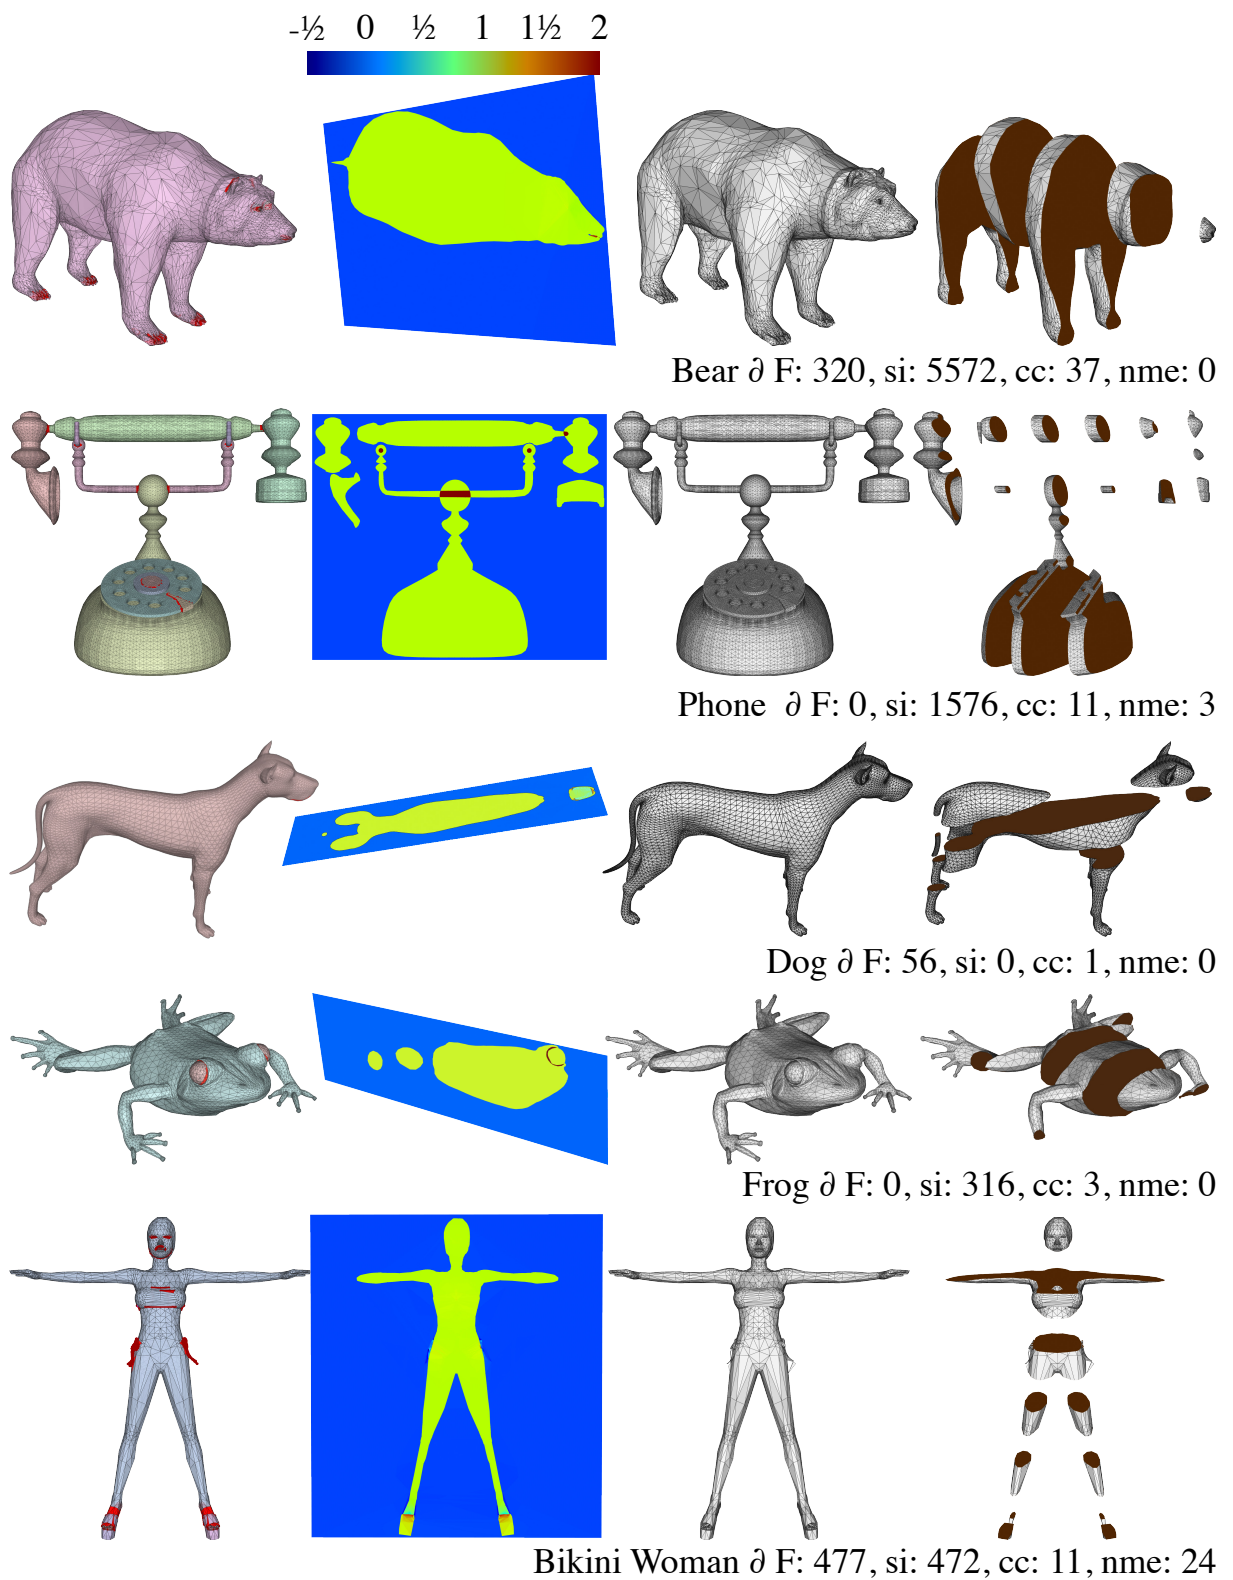 -½ 0 ½ 1 1½ 2
Bear ∂ F: 320, si: 5572, cc: 37, nme: 0
Phone ∂ F: 0, si: 1576, cc: 11, nme: 3
Dog ∂ F: 56, si: 0, cc: 1, nme: 0
Frog ∂ F: 0, si: 316, cc: 3, nme: 0
Bikini Woman ∂ F: 477, si: 472, cc: 11, nme: 24